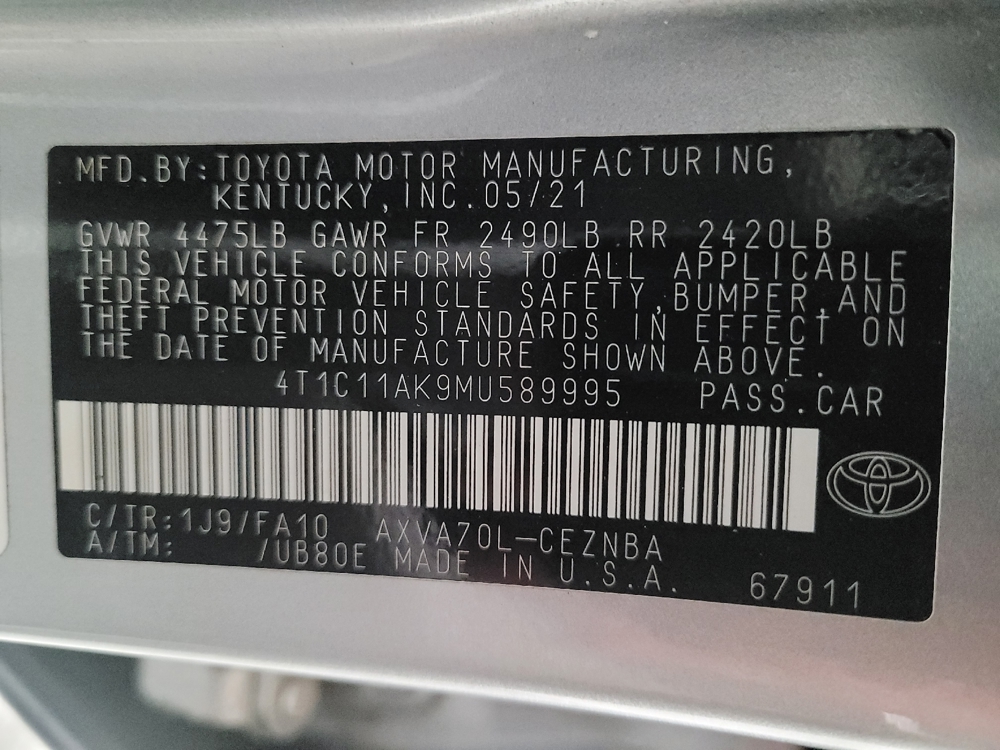 MFD.BY:TOYOTA MOTOR MANUFACTURING,
KENTUCKY,INC.05/21
GVWR 4475LB GAWR FR 2490LB RR 2420LB
THIS VEHICLE CONFORMS TO ALL APPLICABLE
FEDERAL MOTOR VEHICLE SAFETY,BUMPER,AND
THEFT PREVENTION STANDARDS IN EFFECT ON
THE DATE OF MANUFACTURE SHOWN ABOVE.
4T1C11AK9MU589995 PASS.CAR
C/TR:1J9/FA10 AXVA70L-CEZNBA
A/TM: /UB80E MADE IN U.S.A. 67911